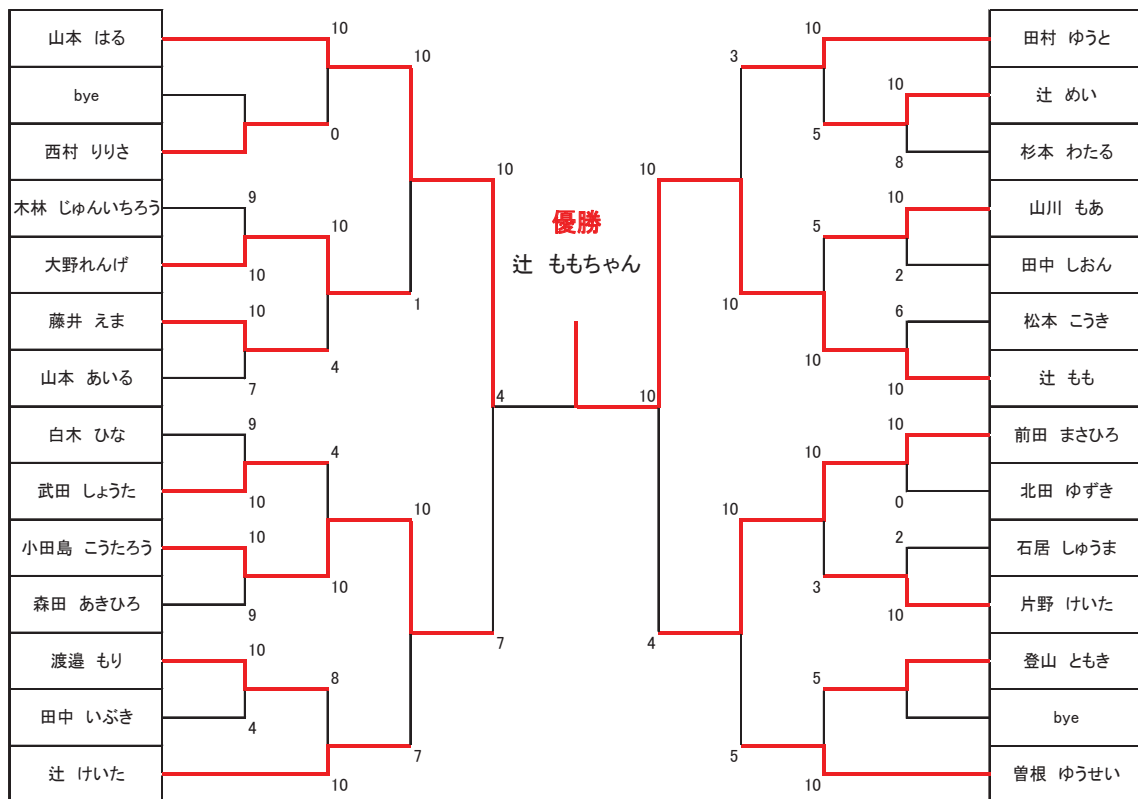 山本 はる
bye
西村 りりさ
木林 じゅんいちろう
大野れんげ
藤井 えま
山本 あいる
白木 ひな
武田 しょうた
小田島 こうたろう
森田 あきひろ
渡邉 もり
田中 いぶき
辻 けいた
10
0
9
10
10
7
9
10
10
9
10
4
10
10
4
4
10
8
10
10
1
10
7
10
7
4
優勝
辻 ももちゃん
10
10
4
3
10
10
5
10
5
5
10
10
3
5
10
10
8
10
2
6
10
10
0
2
10
田村 ゆうと
辻 めい
杉本 わたる
山川 もあ
田中 しおん
松本 こうき
辻 もも
前田 まさひろ
北田 ゆずき
石居 しゅうま
片野 けいた
登山 ともき
bye
曽根 ゆうせい